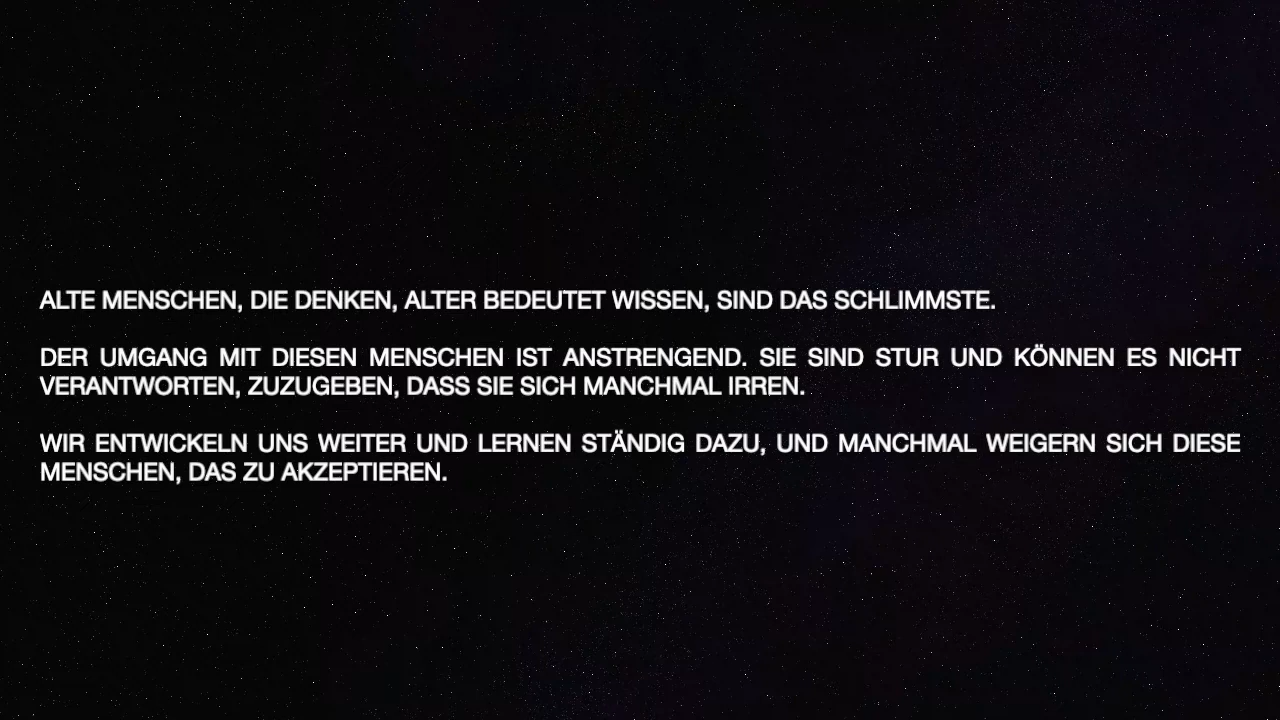 ALTE MENSCHEN, DIE DENKEN, ALTER BEDEUTET WISSEN, SIND DAS SCHLIMMSTE.
DER UMGANG MIT DIESEN MENSCHEN IST ANSTRENGEND. SIE SIND STUR UND KÖNNEN ES NICHT
VERANTWORTEN, ZUZUGEBEN, DASS SIE SICH MANCHMAL IRREN.
WIR ENTWICKELN UNS WEITER UND LERNEN STÄNDIG DAZU, UND MANCHMAL WEIGERN SICH DIESE
MENSCHEN, DAS ZU AKZEPTIEREN.